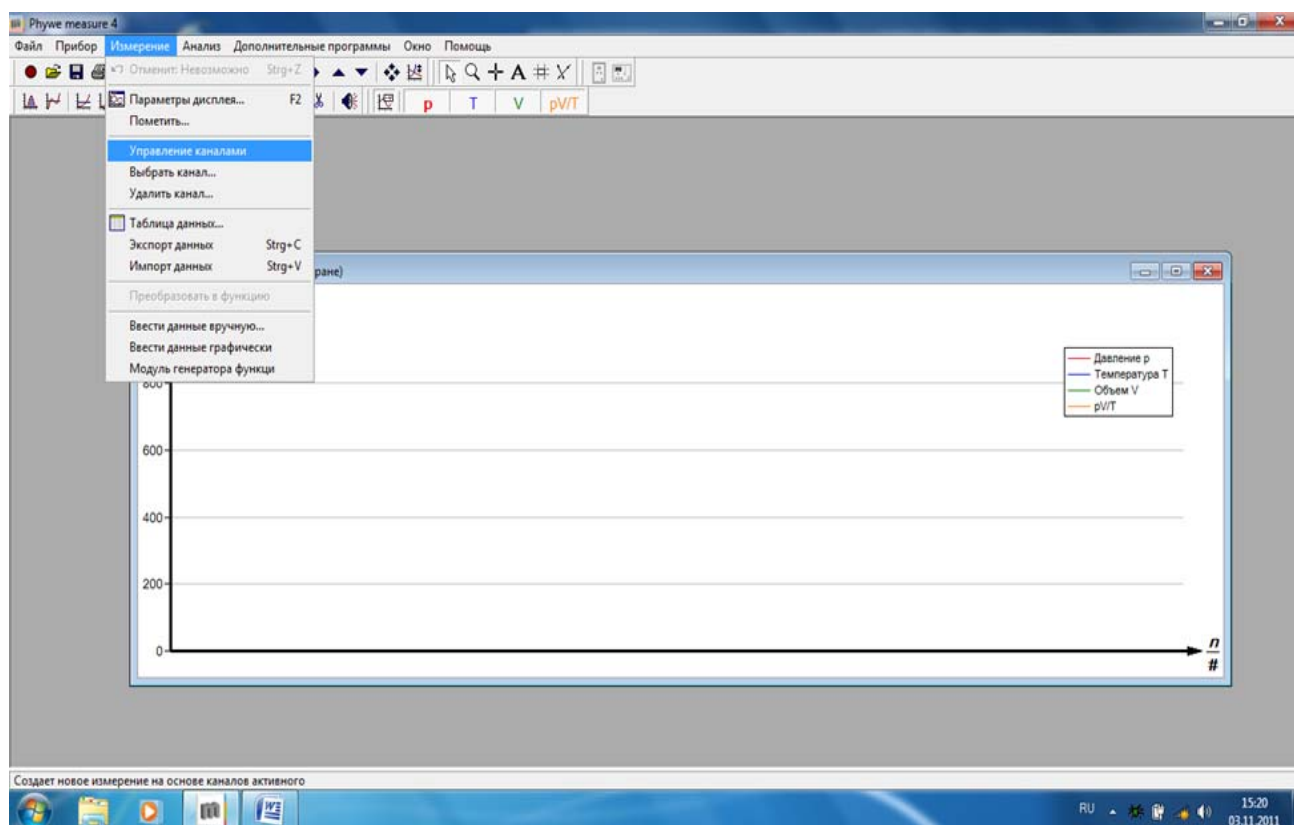 Phywe measure 4
Файл Прибор Измерение Анализ Дополнительные программы Окно Помощь
Отменит: Невозможно Strg+Z
Параметры дисплея... F2
Пометить...
Управление каналами
Выбрать канал...
Удалить канал...
Таблица данных...
Экспорт данных Strg+C
Импорт данных Strg+V
Преобразовать в функцию
Ввести данные вручную...
Ввести данные графически
Модуль генератора функци
p T V pV/T
ране)
Давление p
Температура T
Объем V
pV/T
800
600
400
200
0
n
#
Создает новое измерение на основе каналов активного
RU 15:20
03.11.2011